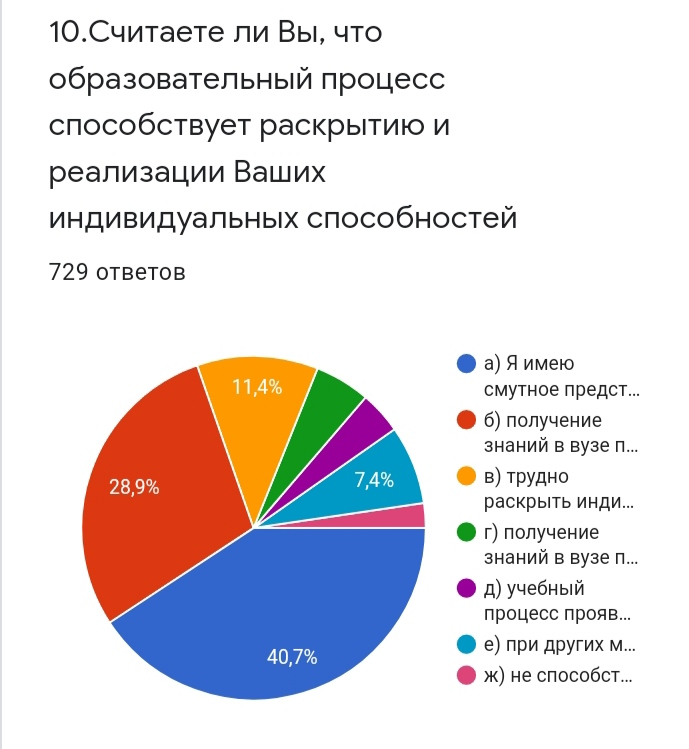 10.Считаете ли Вы, что
образовательный процесс
способствует раскрытию и
реализации Ваших
индивидуальных способностей
729 ответов
11,4%
28,9%
7,4%
40,7%
а) Я имею
смутное предст...
б) получение
знаний в вузе п...
в) трудно
раскрыть инди...
г) получение
знаний в вузе п...
д) учебный
процесс прояв...
е) при других м...
ж) не способст...